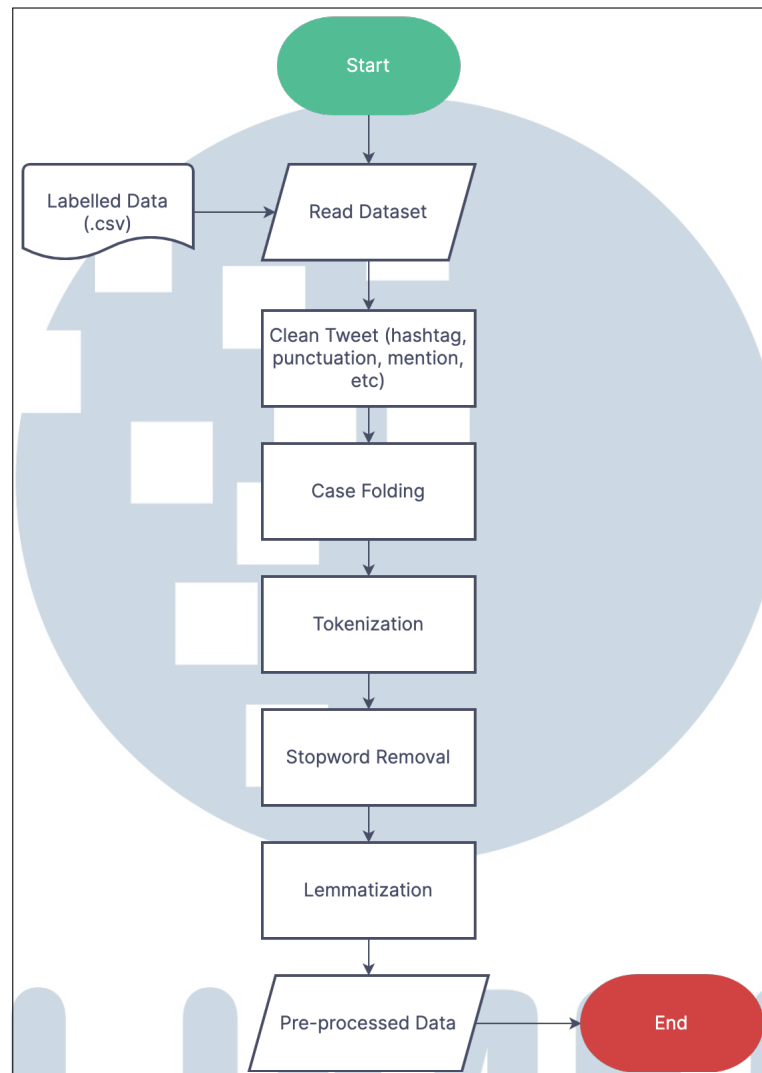 Start
Labelled Data
(.csv)
Read Dataset
Clean Tweet (hashtag,
punctuation, mention,
etc)
Case Folding
Tokenization
Stopword Removal
Lemmatization
Pre-processed Data
End